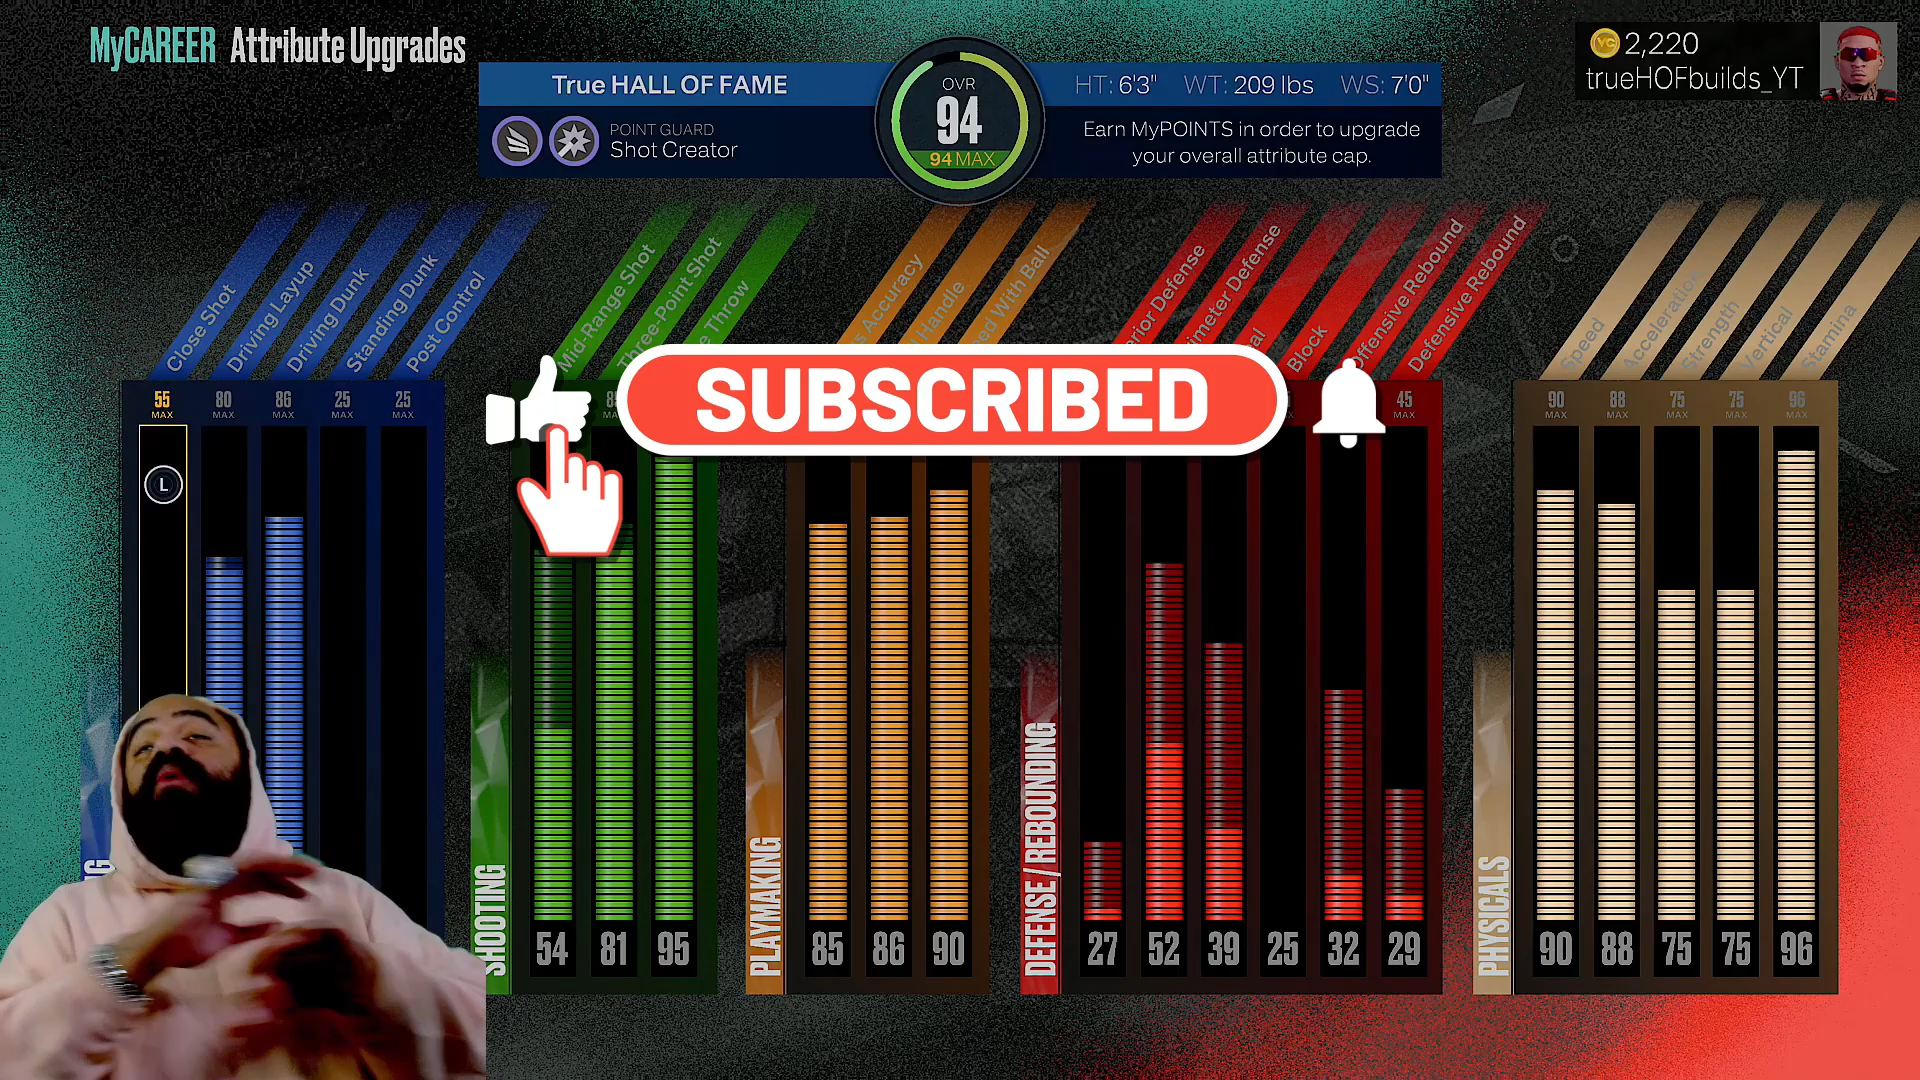 MyCAREER Attribute Upgrades
True HALL OF FAME
POINT GUARD
Shot Creator
OVR
94
94 MAX
HT: 6'3" WT: 209 lbs WS: 7'0"
Earn MyPOINTS in order to upgrade
your overall attribute cap.
VC 2,220
trueHOFbuilds_YT
Close Shot
Driving Layup
Driving Dunk
Standing Dunk
Post Control
Mid-Range Shot
Three-Point Shot
Throw
Accuracy
Handle
With Ball
Defense
Defense
Block
Offensive Rebound
Defensive Rebound
Speed
Acceleration
Strength
Vertical
Stamina
55 MAX
80 MAX
86 MAX
25 MAX
25 MAX
45 MAX
90 MAX
88 MAX
75 MAX
75 MAX
96 MAX
SUBSCRIBED
L
SHOOTING
54 81 95
PLAYMAKING
85 86 90
DEFENSE/REBOUNDING
27 52 39 25 32 29
PHYSICALS
90 88 75 75 96